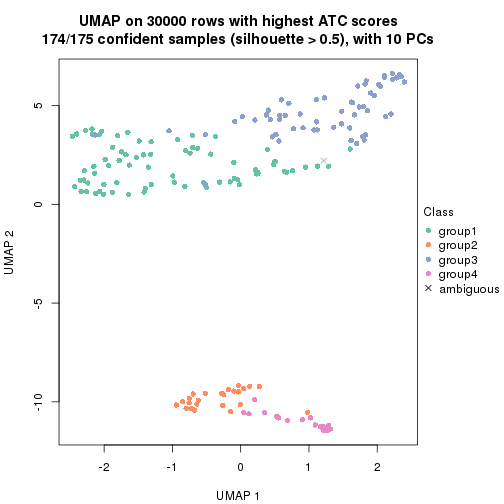 UMAP on 30000 rows with highest ATC scores
174/175 confident samples (silhouette > 0.5), with 10 PCs
UMAP 2
5
0
-5
-10
-2
-1
0
1
2
UMAP 1
Class
group1
group2
group3
group4
ambiguous